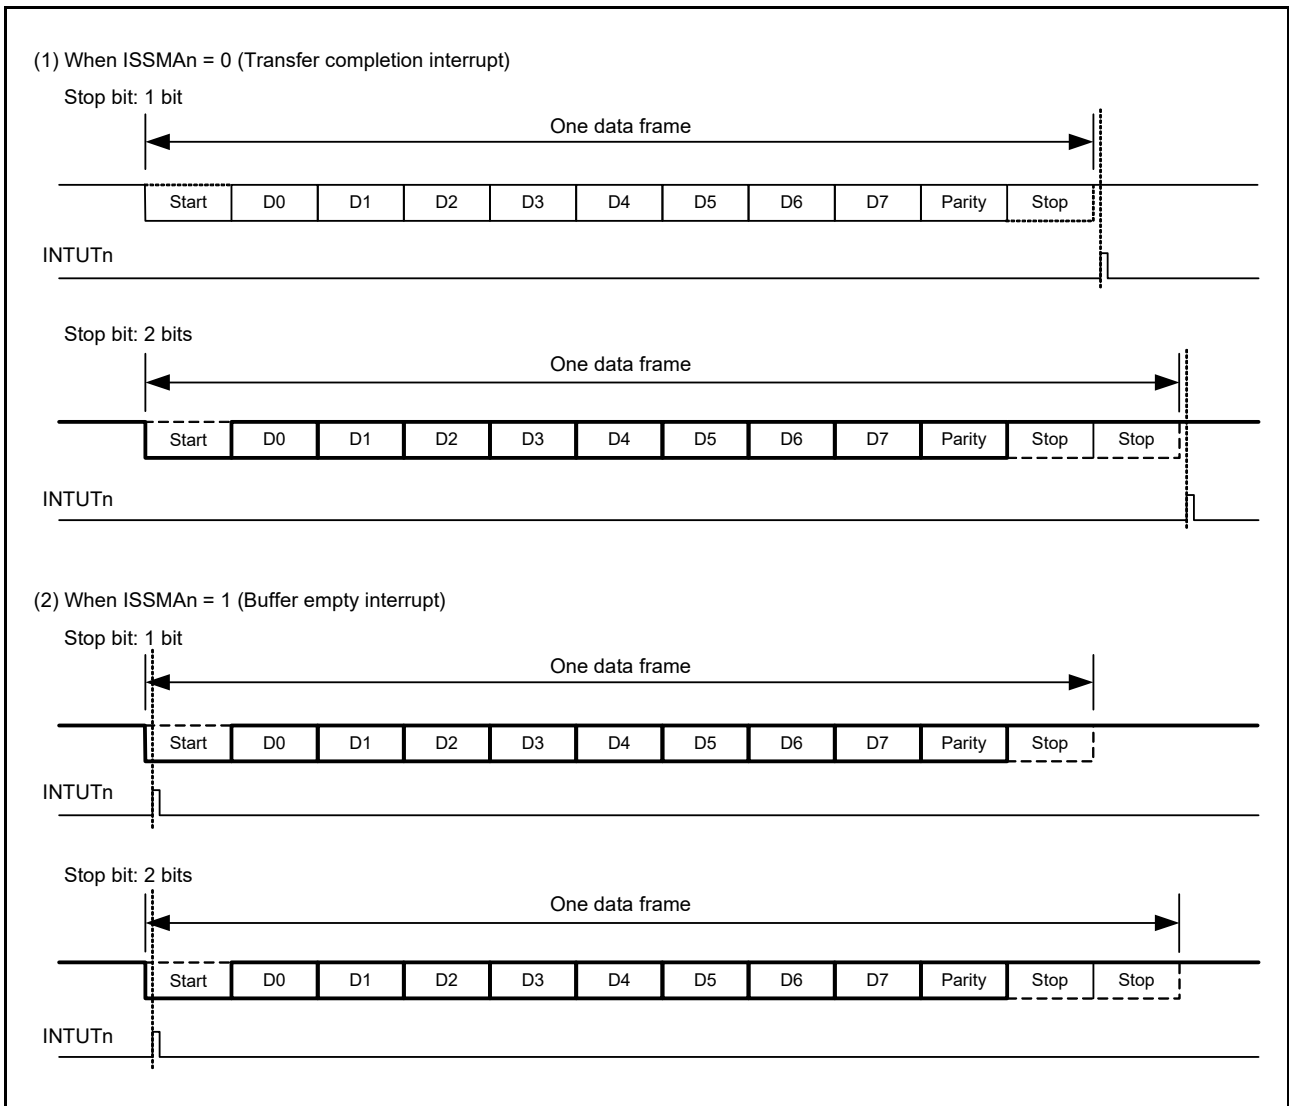 (1) When ISSMAn = 0 (Transfer completion interrupt)
Stop bit: 1 bit
One data frame
Start D0 D1 D2 D3 D4 D5 D6 D7 Parity Stop
INTUTn
Stop bit: 2 bits
One data frame
Start D0 D1 D2 D3 D4 D5 D6 D7 Parity Stop Stop
INTUTn
(2) When ISSMAn = 1 (Buffer empty interrupt)
Stop bit: 1 bit
One data frame
Start D0 D1 D2 D3 D4 D5 D6 D7 Parity Stop
INTUTn
Stop bit: 2 bits
One data frame
Start D0 D1 D2 D3 D4 D5 D6 D7 Parity Stop Stop
INTUTn